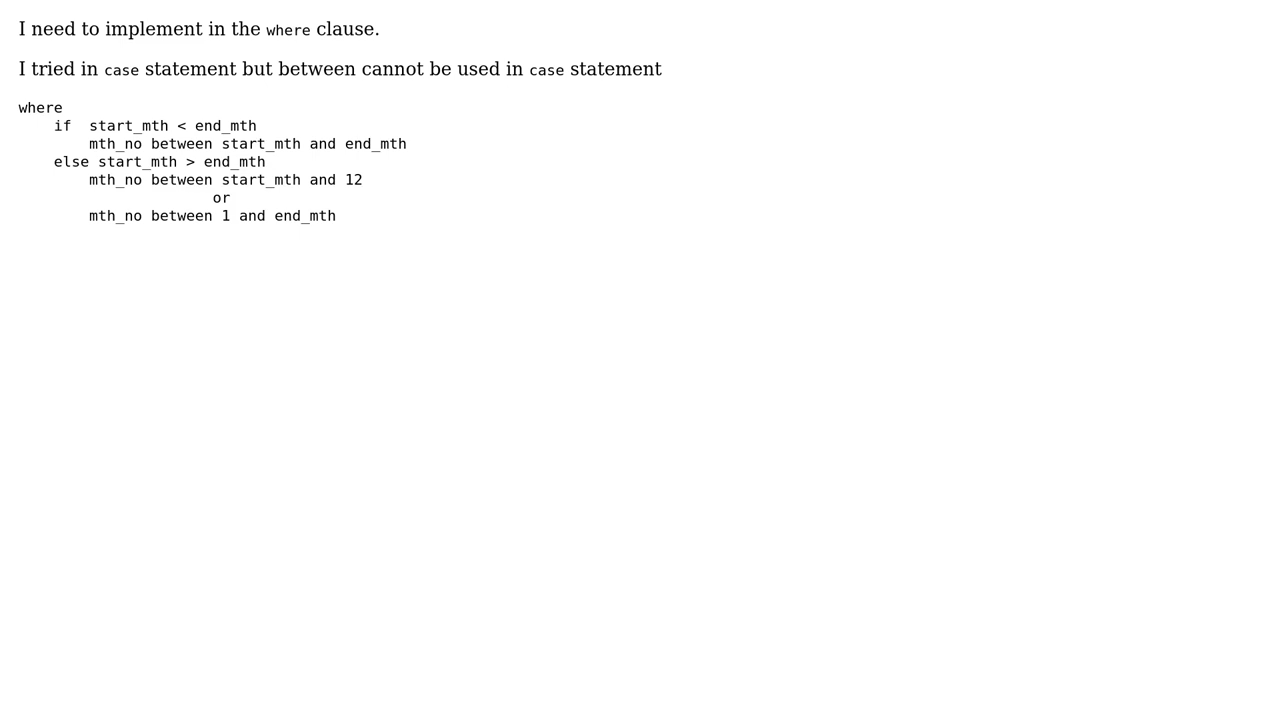 I need to implement in the where clause.
I tried in case statement but between cannot be used in case statement
where
    if  start_mth < end_mth
        mth_no between start_mth and end_mth
    else start_mth > end_mth
        mth_no between start_mth and 12
                      or
        mth_no between 1 and end_mth